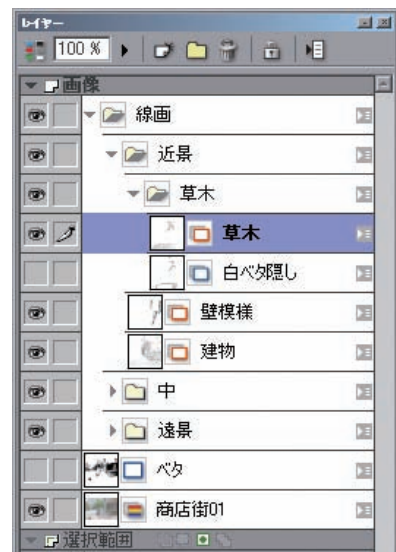 レイヤー
100 %
画像
線画
近景
草木
草木
白ベタ隠し
壁模様
建物
中
遠景
ベタ
商店街01
選択範囲